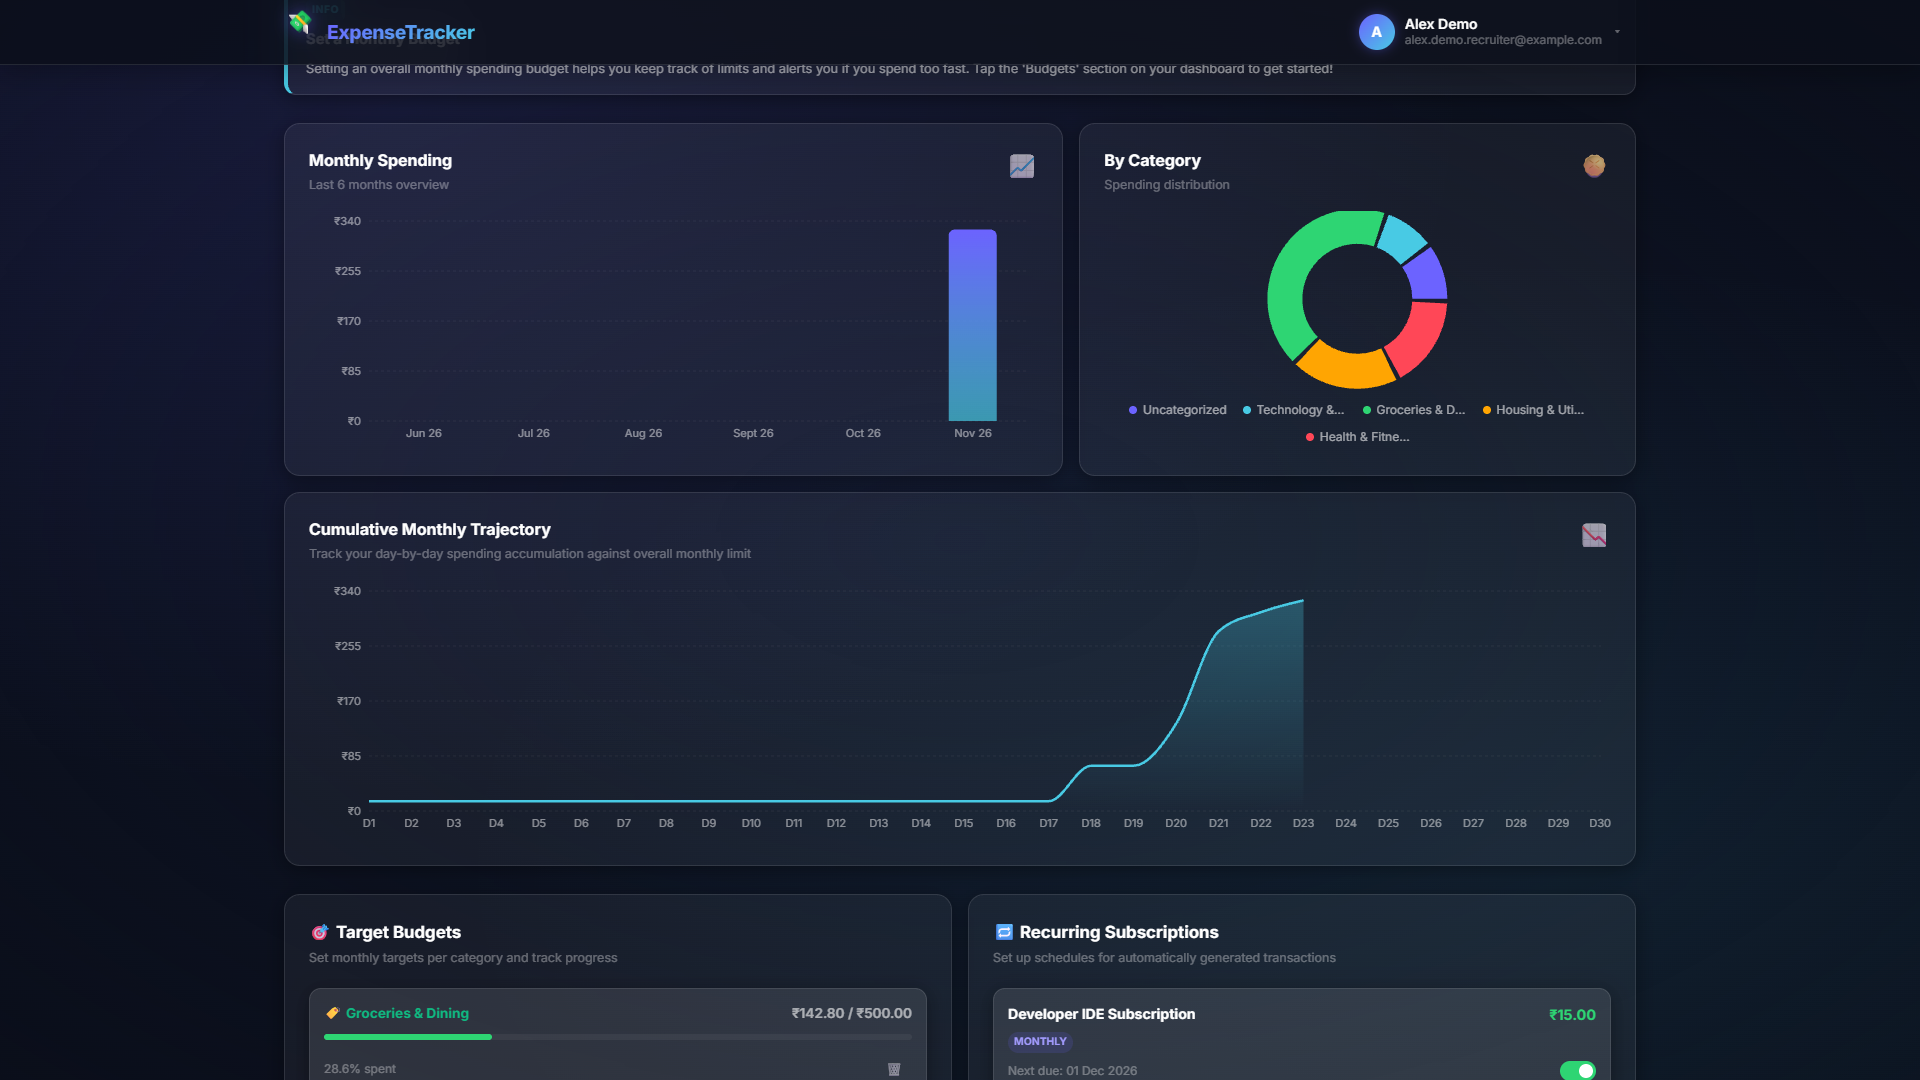 INFO
Set a Monthly Budget
ExpenseTracker
A
Alex Demo
alex.demo.recruiter@example.com
Setting an overall monthly spending budget helps you keep track of limits and alerts you if you spend too fast. Tap the 'Budgets' section on your dashboard to get started!
Monthly Spending
Last 6 months overview
₹340
₹255
₹170
₹85
₹0
Jun 26 Jul 26 Aug 26 Sept 26 Oct 26 Nov 26
By Category
Spending distribution
Uncategorized Technology &... Groceries & D... Housing & Uti...
Health & Fitne...
Cumulative Monthly Trajectory
Track your day-by-day spending accumulation against overall monthly limit
₹340
₹255
₹170
₹85
₹0
D1 D2 D3 D4 D5 D6 D7 D8 D9 D10 D11 D12 D13 D14 D15 D16 D17 D18 D19 D20 D21 D22 D23 D24 D25 D26 D27 D28 D29 D30
Target Budgets
Set monthly targets per category and track progress
Groceries & Dining ₹142.80 / ₹500.00
28.6% spent
Recurring Subscriptions
Set up schedules for automatically generated transactions
Developer IDE Subscription ₹15.00
MONTHLY
Next due: 01 Dec 2026